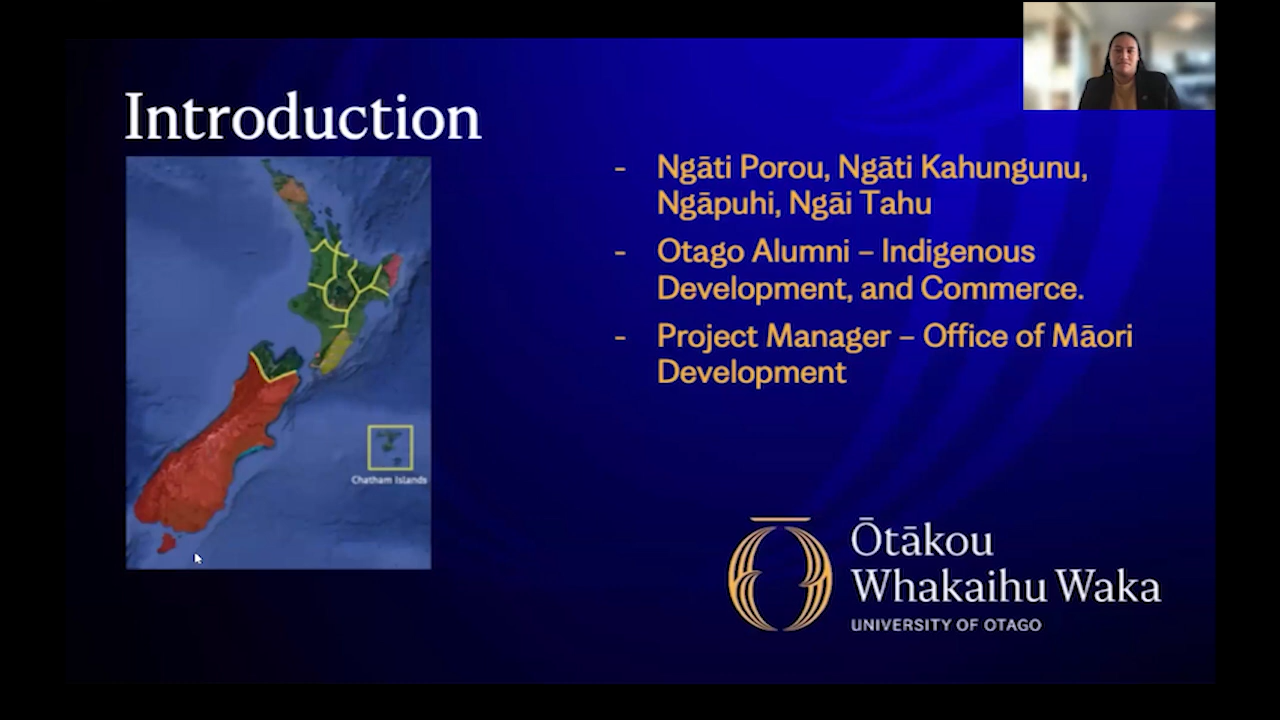 Introduction
- Ngāti Porou, Ngāti Kahungunu,
Ngāpuhi, Ngāi Tahu
- Otago Alumni – Indigenous
Development, and Commerce.
- Project Manager – Office of Māori
Development
Chatham Islands
Ōtākou
Whakaihu Waka
UNIVERSITY OF OTAGO